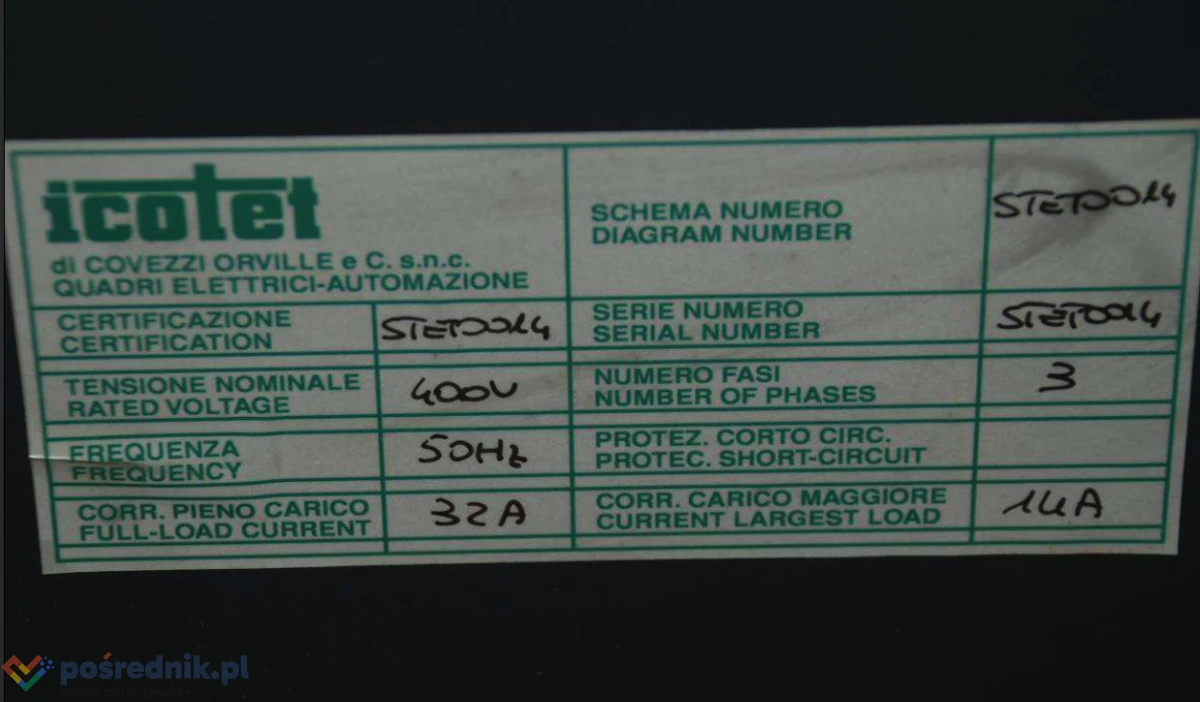 icotet
di COVEZZI ORVILLE e C. s.n.c.
QUADRI ELETTRICI-AUTOMAZIONE
SCHEMA NUMERO
DIAGRAM NUMBER
STET0014
CERTIFICAZIONE
CERTIFICATION
STET0014
SERIE NUMERO
SERIAL NUMBER
STET0014
TENSIONE NOMINALE
RATED VOLTAGE
400V
NUMERO FASI
NUMBER OF PHASES
3
FREQUENZA
FREQUENCY
50Hz
PROTEZ. CORTO CIRC.
PROTEC. SHORT-CIRCUIT
CORR. PIENO CARICO
FULL-LOAD CURRENT
32A
CORR. CARICO MAGGIORE
CURRENT LARGEST LOAD
14A
pośrednik.pl
SERWIS OGŁOSZENIOWY